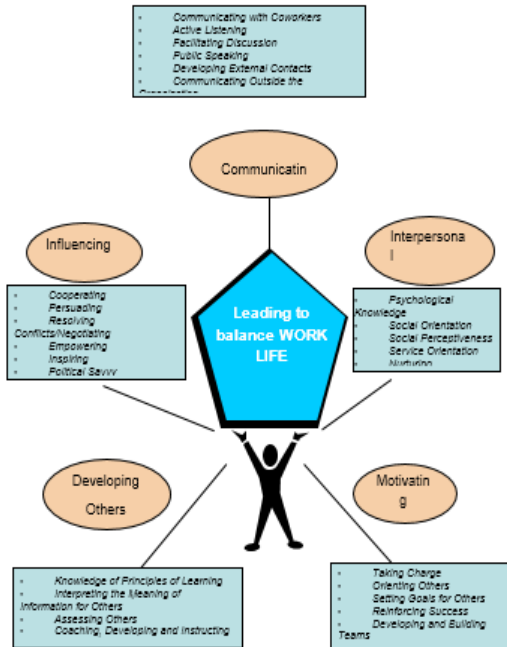 Communicating with Coworkers
Active Listening
Facilitating Discussion
Public Speaking
Developing External Contacts
Communicating Outside the
Communicatin
Influencing
Interpersona
l
Cooperating
Persuading
Resolving
Conflicts/Negotiating
Empowering
Inspiring
Political Savvy
Leading to
balance WORK
LIFE
Psychological
Knowledge
Social Orientation
Social Perceptiveness
Service Orientation
Nurturing
Developing
Others
Motivatin
g
Knowledge of Principles of Learning
Interpreting the Meaning of
Information for Others
Assessing Others
Coaching, Developing and Instructing
Taking Charge
Orienting Others
Setting Goals for Others
Reinforcing Success
Developing and Building
Teams